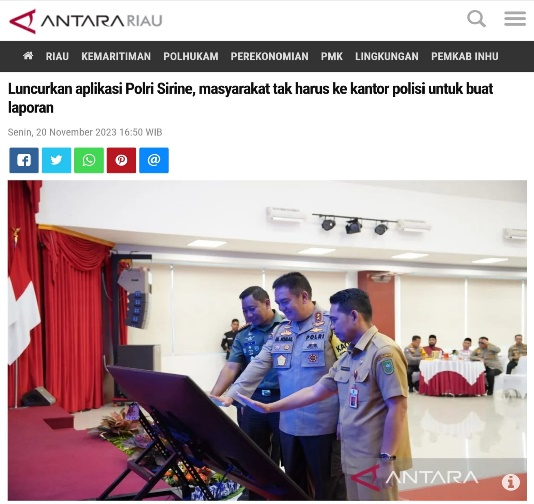 ANTARA RIAU
RIAU KEMARITIMAN POLHUKAM PEREKONOMIAN PMK LINGKUNGAN PEMKAB INHU
Luncurkan aplikasi Polri Sirine, masyarakat tak harus ke kantor polisi untuk buat
laporan
Senin, 20 November 2023 16:50 WIB
POLRI
ANTARA